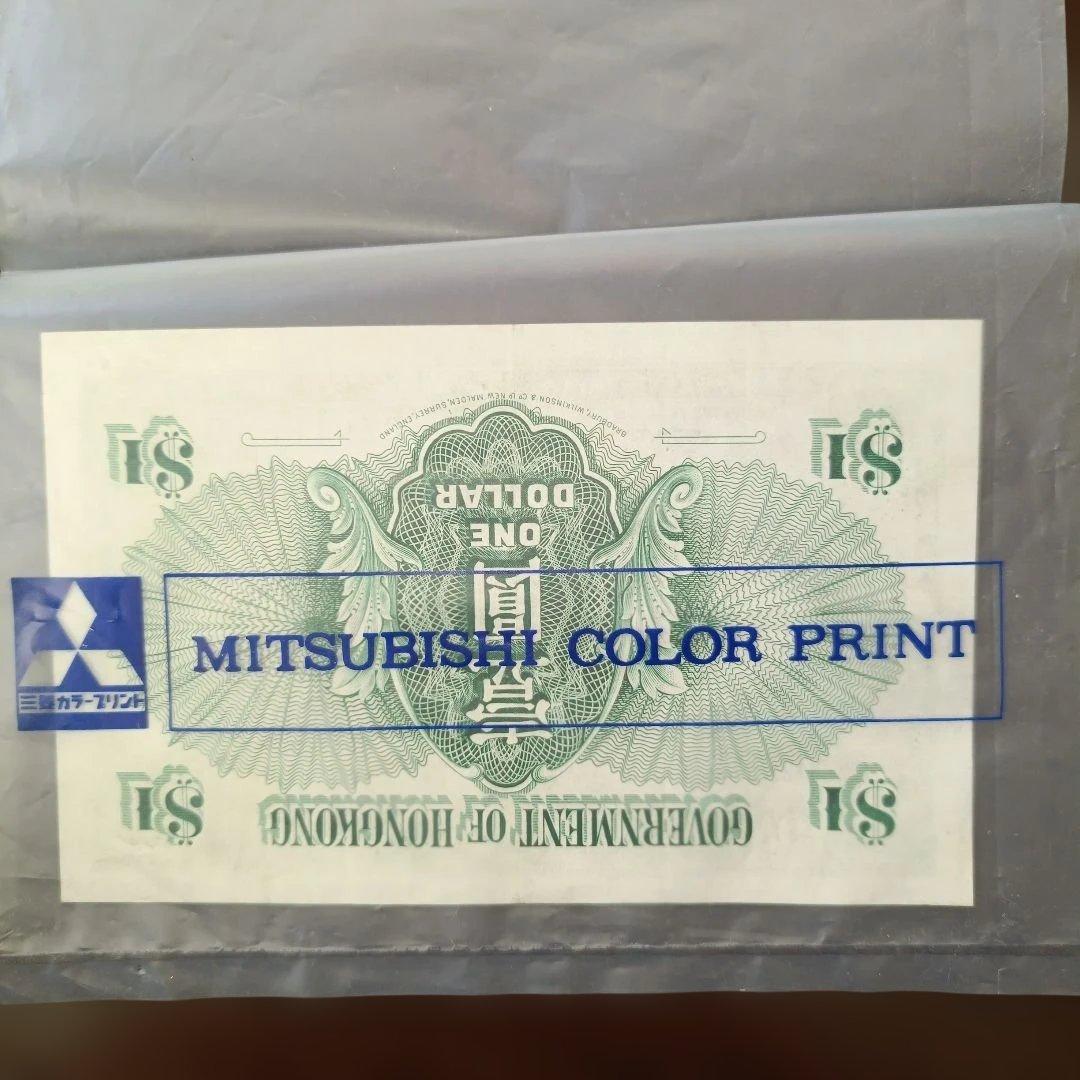 BRADBURY, WILKINSON & Cº Lᴰ NEW MALDEN, SURREY, ENGLAND
$1
$1
ONE
DOLLAR
壹圓
MITSUBISHI COLOR PRINT
三菱カラープリント
GOVERNMENT OF HONGKONG
$1
$1